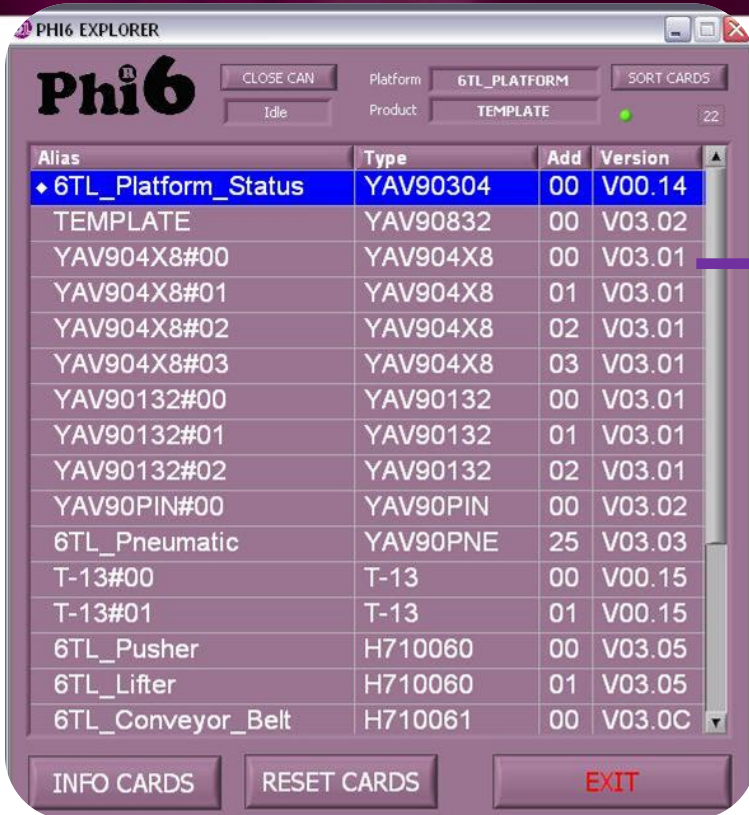 PHI6 EXPLORER
Phi6 ® CLOSE CAN Platform 6TL_PLATFORM SORT CARDS
Idle Product TEMPLATE 22
Alias Type Add Version
6TL_Platform_Status YAV90304 00 V00.14
TEMPLATE YAV90832 00 V03.02
YAV904X8#00 YAV904X8 00 V03.01
YAV904X8#01 YAV904X8 01 V03.01
YAV904X8#02 YAV904X8 02 V03.01
YAV904X8#03 YAV904X8 03 V03.01
YAV90132#00 YAV90132 00 V03.01
YAV90132#01 YAV90132 01 V03.01
YAV90132#02 YAV90132 02 V03.01
YAV90PIN#00 YAV90PIN 00 V03.02
6TL_Pneumatic YAV90PNE 25 V03.03
T-13#00 T-13 00 V00.15
T-13#01 T-13 01 V00.15
6TL_Pusher H710060 00 V03.05
6TL_Lifter H710060 01 V03.05
6TL_Conveyor_Belt H710061 00 V03.0C
INFO CARDS RESET CARDS EXIT